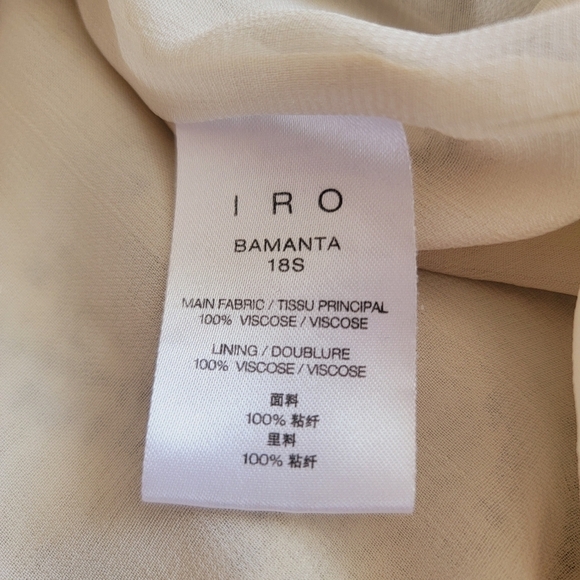 IRO
BAMANTA
18S
MAIN FABRIC / TISSU PRINCIPAL
100% VISCOSE / VISCOSE
LINING / DOUBLURE
100% VISCOSE / VISCOSE
面料
100% 粘纤
里料
100% 粘纤